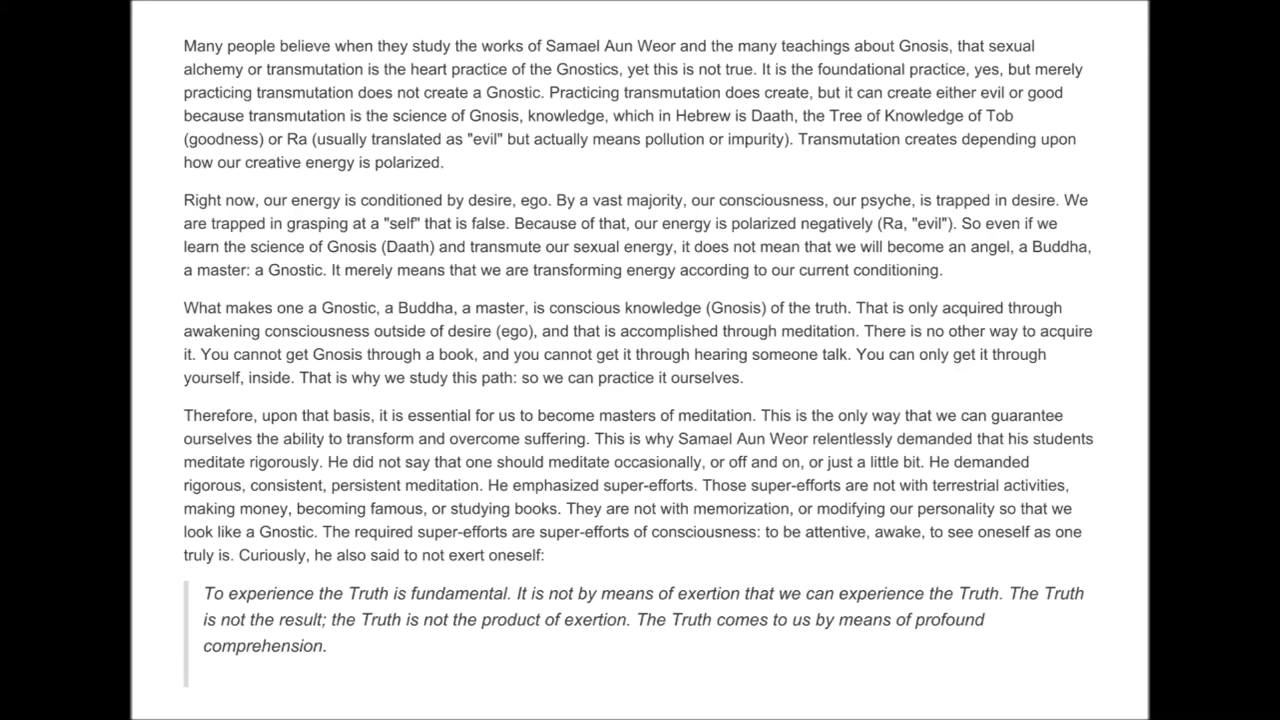 Many people believe when they study the works of Samael Aun Weor and the many teachings about Gnosis, that sexual
alchemy or transmutation is the heart practice of the Gnostics, yet this is not true. It is the foundational practice, yes, but merely
practicing transmutation does not create a Gnostic. Practicing transmutation does create, but it can create either evil or good
because transmutation is the science of Gnosis, knowledge, which in Hebrew is Daath, the Tree of Knowledge of Tob
(goodness) or Ra (usually translated as "evil" but actually means pollution or impurity). Transmutation creates depending upon
how our creative energy is polarized.
Right now, our energy is conditioned by desire, ego. By a vast majority, our consciousness, our psyche, is trapped in desire. We
are trapped in grasping at a "self" that is false. Because of that, our energy is polarized negatively (Ra, "evil"). So even if we
learn the science of Gnosis (Daath) and transmute our sexual energy, it does not mean that we will become an angel, a Buddha,
a master: a Gnostic. It merely means that we are transforming energy according to our current conditioning.
What makes one a Gnostic, a Buddha, a master, is conscious knowledge (Gnosis) of the truth. That is only acquired through
awakening consciousness outside of desire (ego), and that is accomplished through meditation. There is no other way to acquire
it. You cannot get Gnosis through a book, and you cannot get it through hearing someone talk. You can only get it through
yourself, inside. That is why we study this path: so we can practice it ourselves.
Therefore, upon that basis, it is essential for us to become masters of meditation. This is the only way that we can guarantee
ourselves the ability to transform and overcome suffering. This is why Samael Aun Weor relentlessly demanded that his students
meditate rigorously. He did not say that one should meditate occasionally, or off and on, or just a little bit. He demanded
rigorous, consistent, persistent meditation. He emphasized super-efforts. Those super-efforts are not with terrestrial activities,
making money, becoming famous, or studying books. They are not with memorization, or modifying our personality so that we
look like a Gnostic. The required super-efforts are super-efforts of consciousness: to be attentive, awake, to see oneself as one
truly is. Curiously, he also said to not exert oneself:
To experience the Truth is fundamental. It is not by means of exertion that we can experience the Truth. The Truth
is not the result; the Truth is not the product of exertion. The Truth comes to us by means of profound
comprehension.